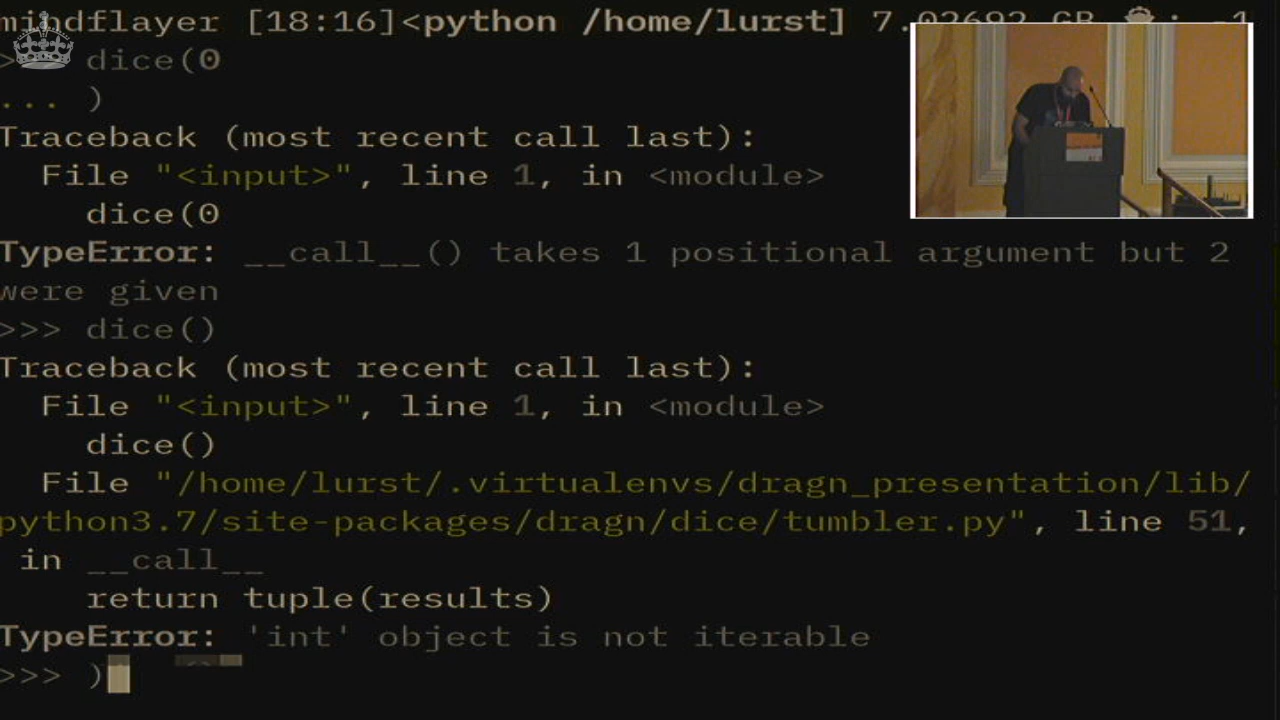 mindflayer [18:16]<python /home/lurst] 7.02692 GB : -1
> dice(0
... )
Traceback (most recent call last):
  File "<input>", line 1, in <module>
    dice(0
TypeError: __call__() takes 1 positional argument but 2
were given
>>> dice()
Traceback (most recent call last):
  File "<input>", line 1, in <module>
    dice()
  File "/home/lurst/.virtualenvs/dragn_presentation/lib/
python3.7/site-packages/dragn/dice/tumbler.py", line 51,
 in __call__
    return tuple(results)
TypeError: 'int' object is not iterable
>>> )